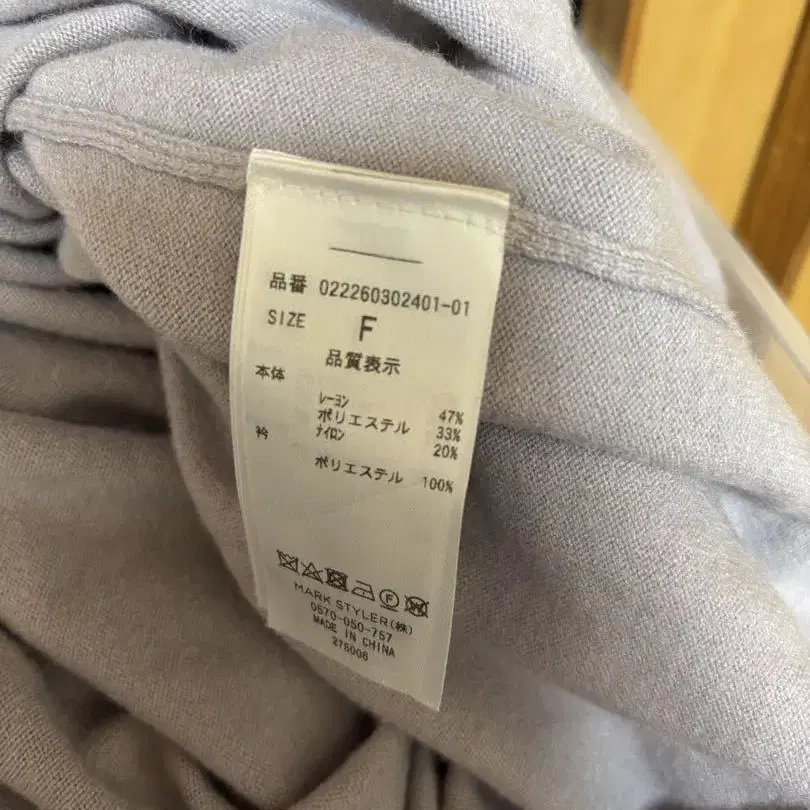 品番 022260302401-01
SIZE F
品質表示
本体
レーヨン 47%
ポリエステル 33%
ナイロン 20%
衿
ポリエステル 100%
F W
MARK STYLER(株)
0570-050-757
MADE IN CHINA
276008